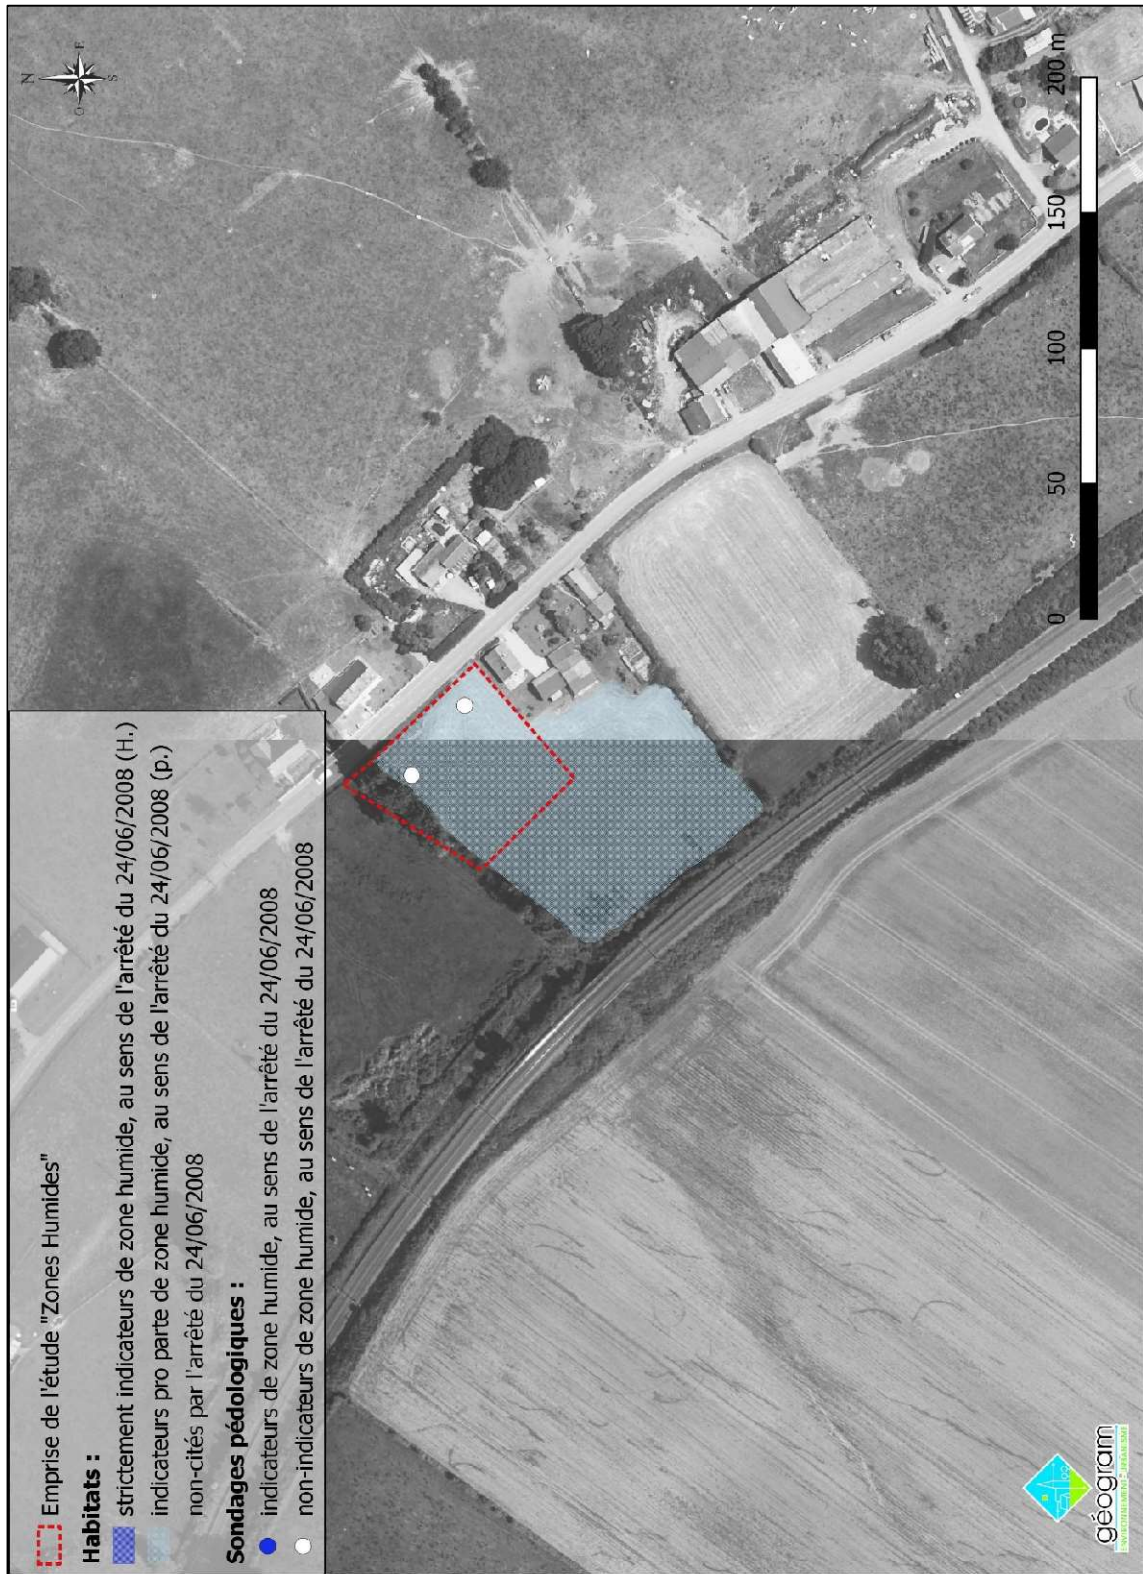 Emprise de l'étude "Zones Humides"
Habitats :
strictement indicateurs de zone humide, au sens de l'arrêté du 24/06/2008 (H.)
indicateurs pro parte de zone humide, au sens de l'arrêté du 24/06/2008 (p.)
non-cités par l'arrêté du 24/06/2008
Sondages pédologiques :
indicateurs de zone humide, au sens de l'arrêté du 24/06/2008
non-indicateurs de zone humide, au sens de l'arrêté du 24/06/2008
N
E
S
O
0 50 100 150 200 m
géogram
ENVIRONNEMENT - URBANISME